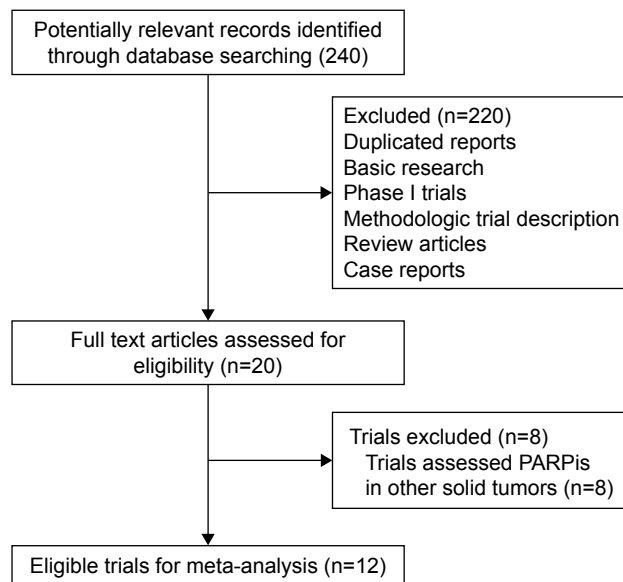 Potentially relevant records identified
through database searching (240)
Excluded (n=220)
Duplicated reports
Basic research
Phase I trials
Methodologic trial description
Review articles
Case reports
Full text articles assessed for
eligibility (n=20)
Trials excluded (n=8)
Trials assessed PARPis
in other solid tumors (n=8)
Eligible trials for meta-analysis (n=12)